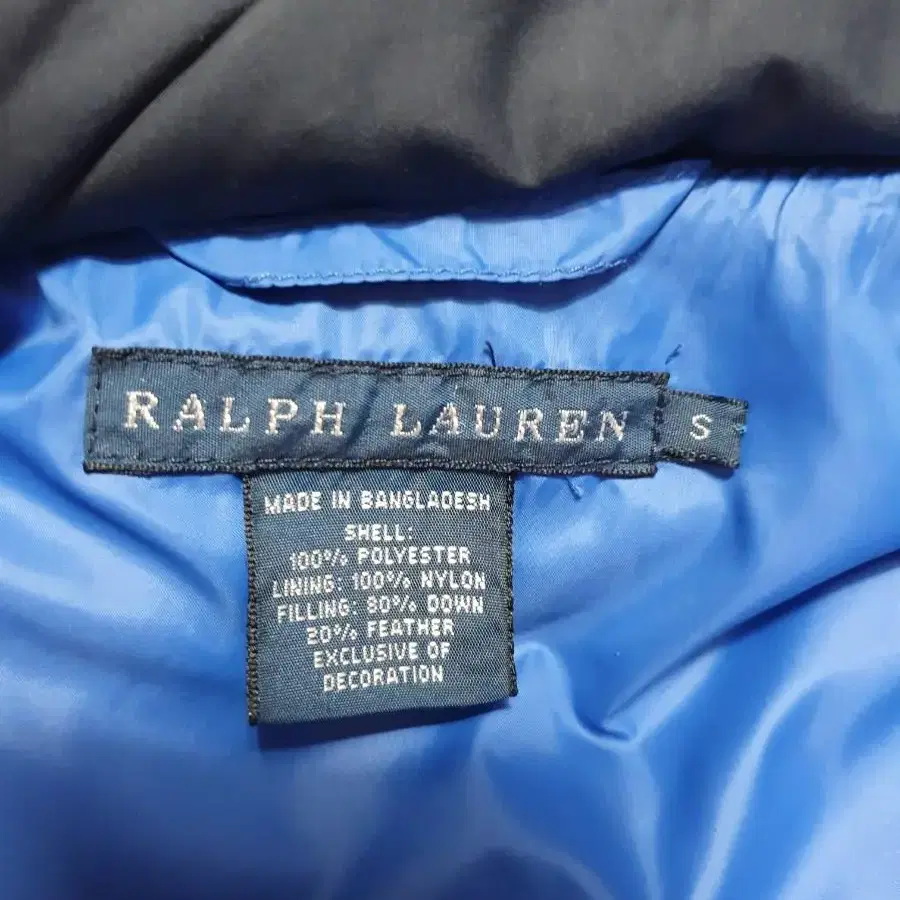 RALPH LAUREN
S
MADE IN BANGLADESH
SHELL:
100% POLYESTER
LINING: 100% NYLON
FILLING: 80% DOWN
20% FEATHER
EXCLUSIVE OF
DECORATION